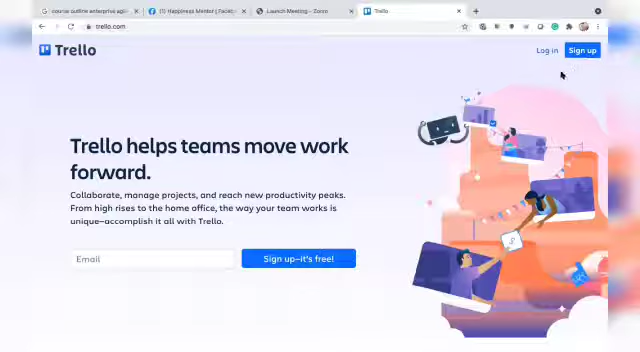 course outline enterprise agil
(1) Happiness Mentor | Faceb
Launch Meeting - Zoom
Trello
trello.com
Trello
Log in
Sign up
Trello helps teams move work
forward.
Collaborate, manage projects, and reach new productivity peaks.
From high rises to the home office, the way your team works is
unique—accomplish it all with Trello.
Email
Sign up—it's free!